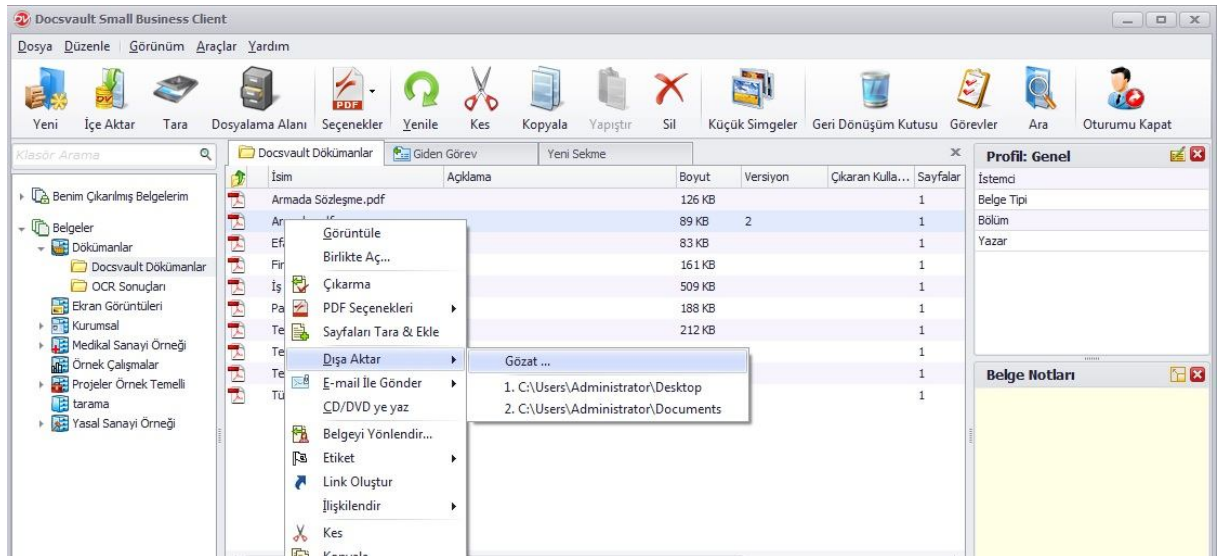 Docsvault Small Business Client
Dosya Düzenle Görünüm Araçlar Yardım
Yeni İçe Aktar Tara Dosyalama Alanı Seçenekler Yenile Kes Kopyala Yapıştır Sil Küçük Simgeler Geri Dönüşüm Kutusu Görevler Ara Oturumu Kapat
PDF
Klasör Arama
Benim Çıkarılmış Belgelerim
Belgeler
Dökümanlar
Docsvault Dökümanlar
OCR Sonuçları
Ekran Görüntüleri
Kurumsal
Medikal Sanayi Örneği
Örnek Çalışmalar
Projeler Örnek Temelli
tarama
Yasal Sanayi Örneği
Docsvault Dökümanlar Giden Görev Yeni Sekme
İsim Açıklama Boyut Versiyon Çıkaran Kulla... Sayfalar
Armada Sözleşme.pdf 126 KB 1
89 KB 2 1
83 KB 1
161 KB 1
İş 509 KB 1
Pa 188 KB 1
Te 212 KB 1
Te 1
Te 1
Tü 1
Görüntüle
Birlikte Aç...
Çıkarma
PDF Seçenekleri
Sayfaları Tara & Ekle
Dışa Aktar
E-mail İle Gönder
CD/DVD ye yaz
Belgeyi Yönlendir...
Etiket
Link Oluştur
İlişkilendir
Kes
Gözat ...
1. C:\Users\Administrator\Desktop
2. C:\Users\Administrator\Documents
Profil: Genel
İstemci
Belge Tipi
Bölüm
Yazar
Belge Notları